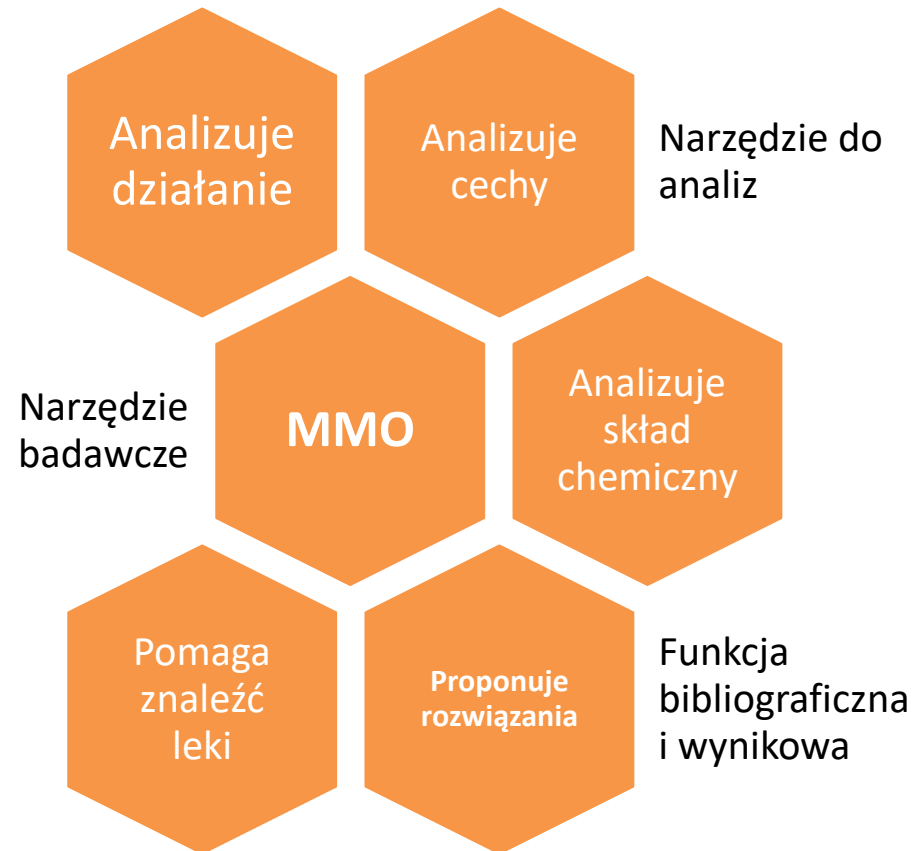 Analizuje
działanie
Analizuje
cechy
Narzędzie do
analiz
Narzędzie
badawcze
MMO
Analizuje
skład
chemiczny
Pomaga
znaleźć
leki
Proponuje
rozwiązania
Funkcja
bibliograficzna
i wynikowa